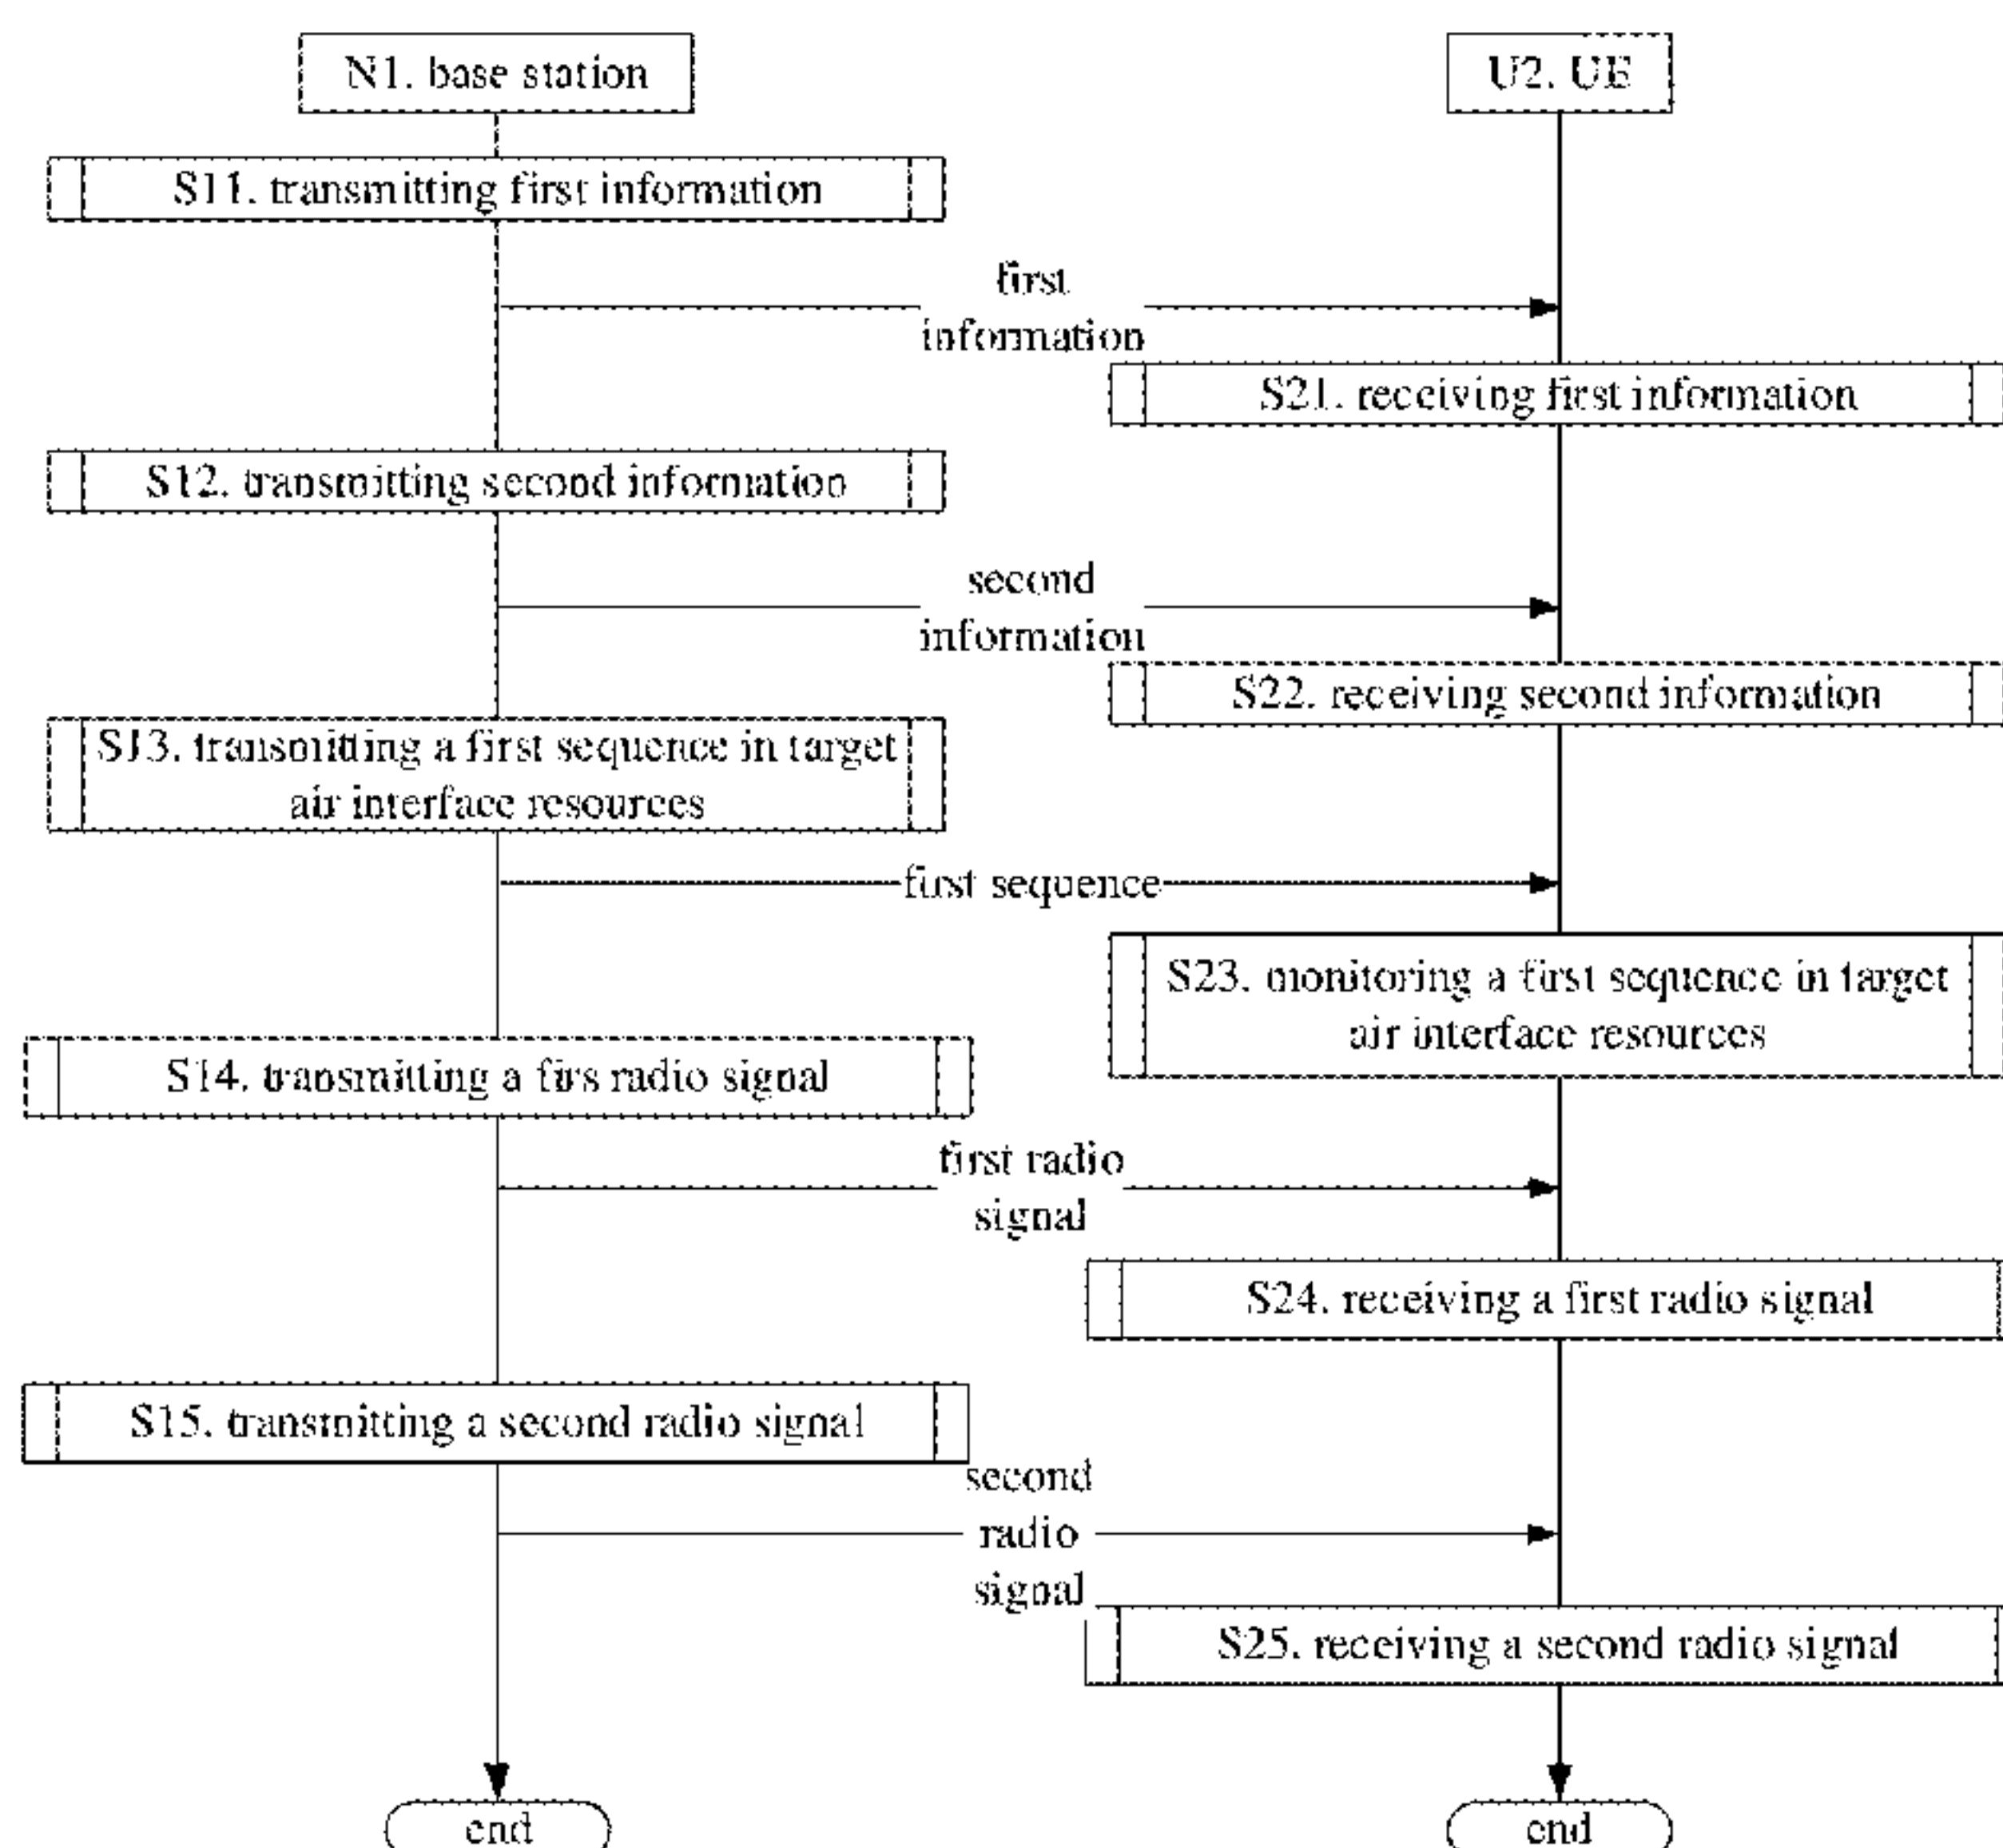 N1. base station
U2. UE
S11. transmitting first information
first
information
S21. receiving first information
S12. transmitting second information
second
information
S22. receiving second information
S13. transmitting a first sequence in target
air interface resources
first sequence
S23. monitoring a first sequence in target
air interface resources
S14. transmitting a firs radio signal
first radio
signal
S24. receiving a first radio signal
S15. transmitting a second radio signal
second
radio
signal
S25. receiving a second radio signal
end
end